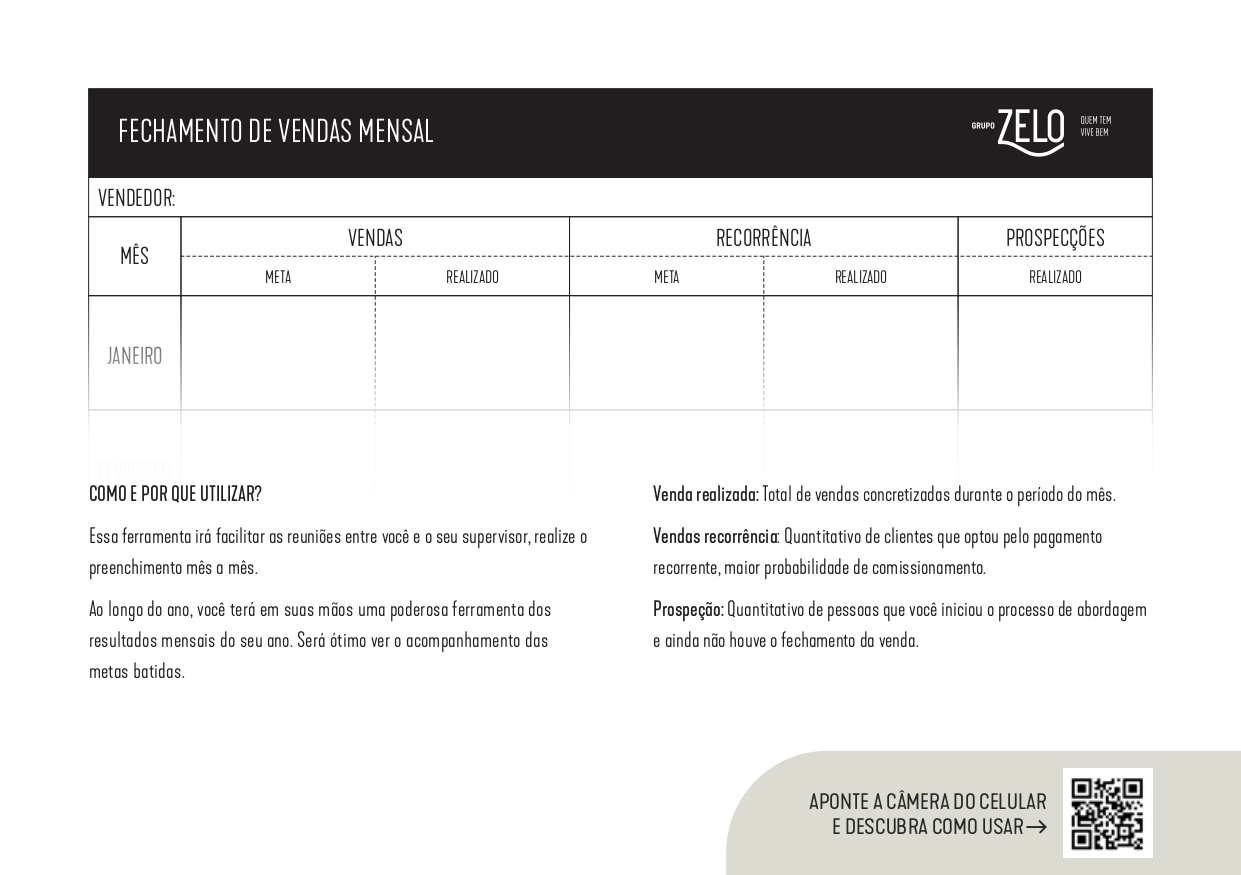 FECHAMENTO DE VENDAS MENSAL
GRUPO ZELO QUEM TEM
VIVE BEM
VENDEDOR:
MÊS VENDAS RECORRÊNCIA PROSPECÇÕES
META REALIZADO META REALIZADO REALIZADO
JANEIRO
FEVEREIRO
COMO E POR QUE UTILIZAR?
Essa ferramenta irá facilitar as reuniões entre você e o seu supervisor, realize o
preenchimento mês a mês.
Ao longo do ano, você terá em suas mãos uma poderosa ferramenta dos
resultados mensais do seu ano. Será ótimo ver o acompanhamento das
metas batidas.
Venda realizada: Total de vendas concretizadas durante o período do mês.
Vendas recorrência: Quantitativo de clientes que optou pelo pagamento
recorrente, maior probabilidade de comissionamento.
Prospeção: Quantitativo de pessoas que você iniciou o processo de abordagem
e ainda não houve o fechamento da venda.
APONTE A CÂMERA DO CELULAR
E DESCUBRA COMO USAR→